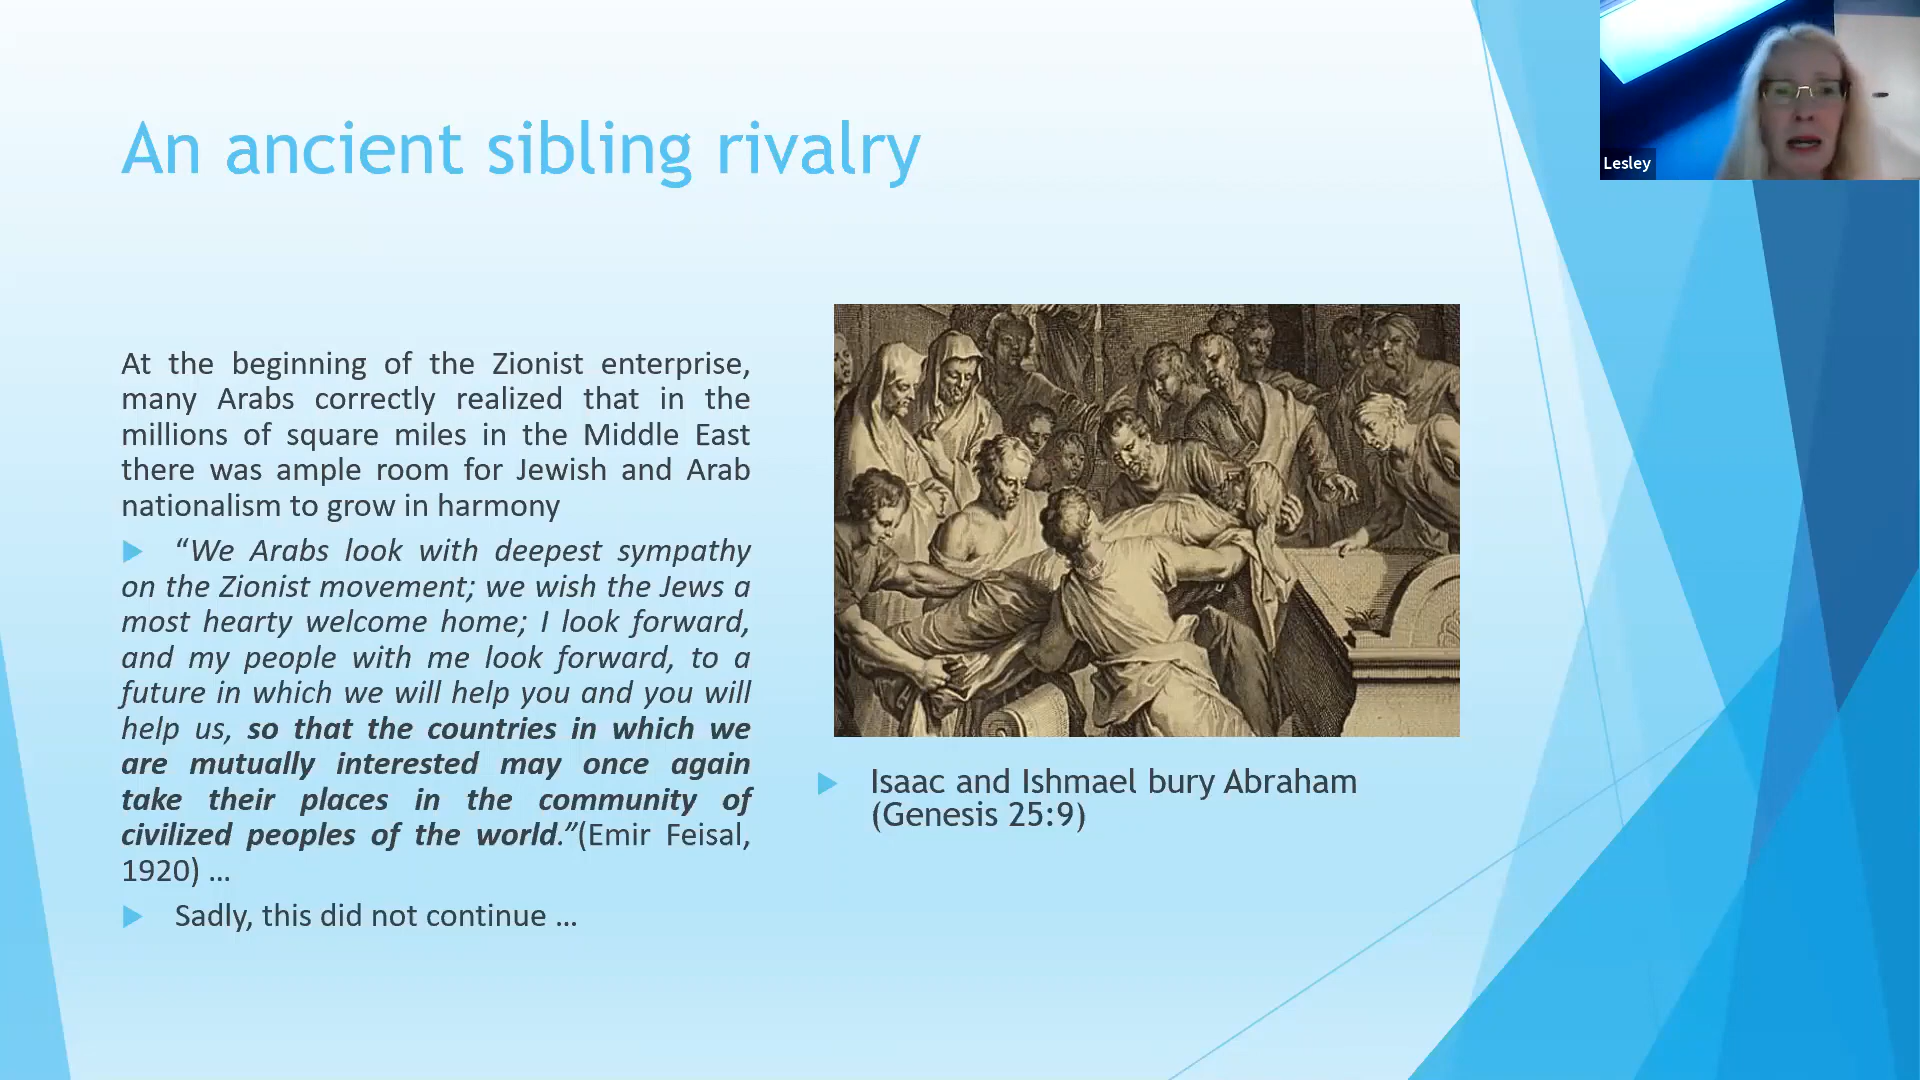 An ancient sibling rivalry
Lesley
At the beginning of the Zionist enterprise,
many Arabs correctly realized that in the
millions of square miles in the Middle East
there was ample room for Jewish and Arab
nationalism to grow in harmony
“We Arabs look with deepest sympathy
on the Zionist movement; we wish the Jews a
most hearty welcome home; I look forward,
and my people with me look forward, to a
future in which we will help you and you will
help us, so that the countries in which we
are mutually interested may once again
take their places in the community of
civilized peoples of the world.”(Emir Feisal,
1920) ...
Sadly, this did not continue ...
Isaac and Ishmael bury Abraham
(Genesis 25:9)